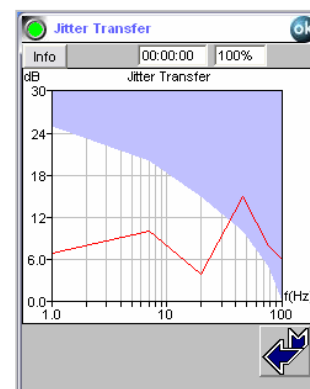 Jitter Transfer ok
Info 00:00:00 100%
dB Jitter Transfer
30
24
18
12
6.0
0.0
f(Hz)
1.0 10 100
M